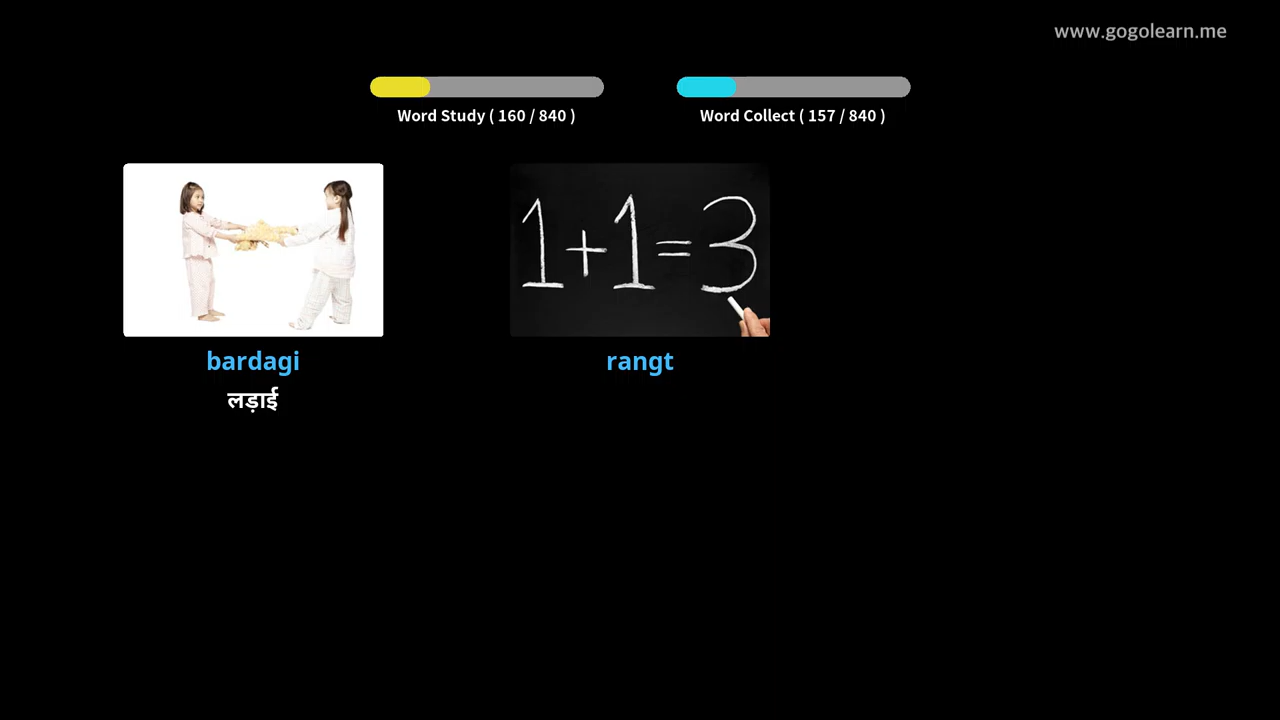 www.gogolearn.me
Word Study ( 160 / 840 )
Word Collect ( 157 / 840 )
1+1=3
bardagi
rangt
लड़ाई